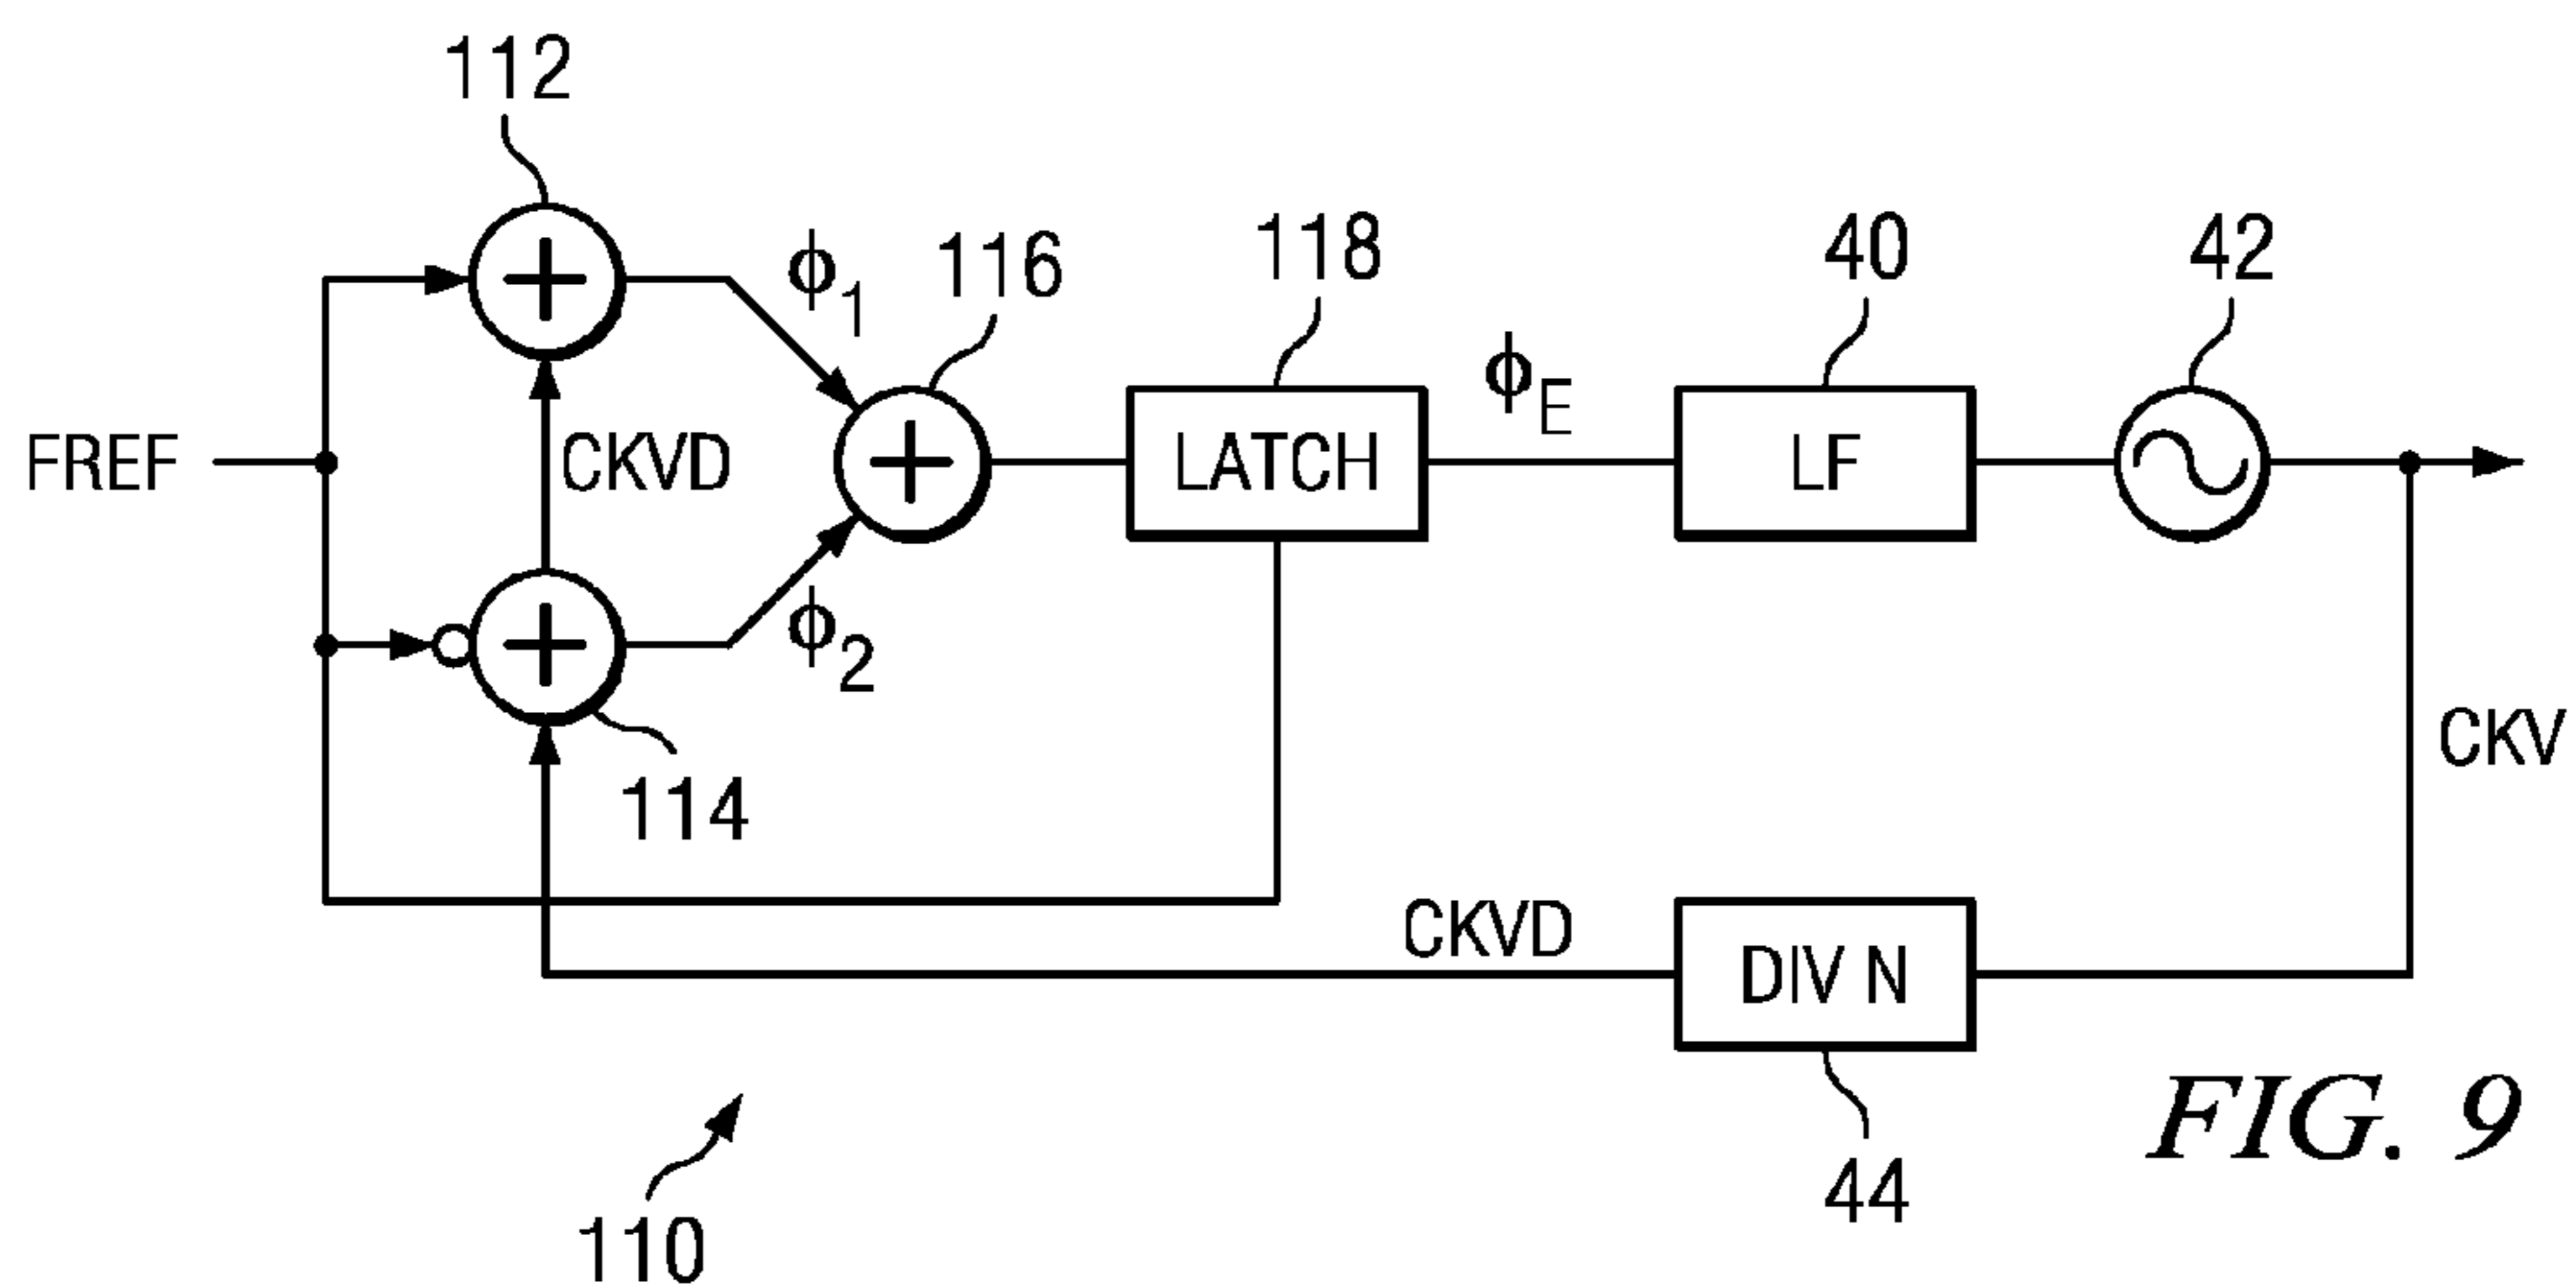 112
ϕ1
116
118
40
42
ϕE
FREF
CKVD
LATCH
LF
ϕ2
114
CKV
CKVD
DIV N
FIG. 9
44
110